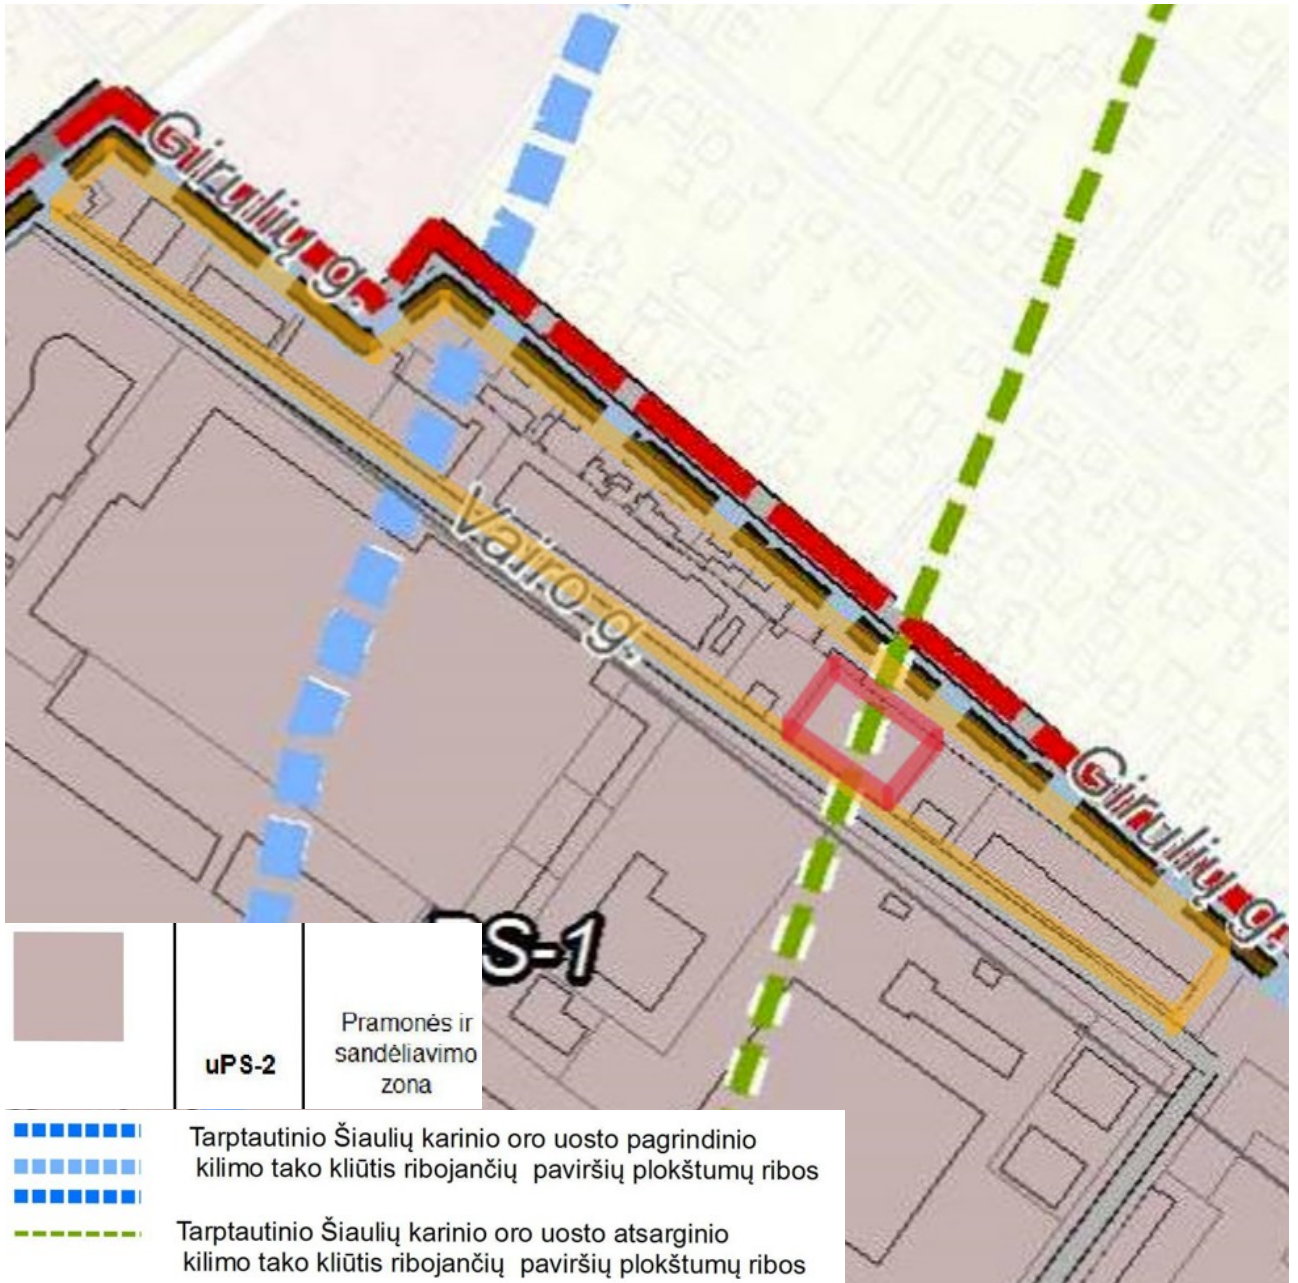 Girulių g.
Vairo g.
Girulių g.
S-1
uPS-2
Pramonės ir
sandėliavimo
zona
Tarptautinio Šiaulių karinio oro uosto pagrindinio
kilimo tako kliūtis ribojančių paviršių plokštumų ribos
Tarptautinio Šiaulių karinio oro uosto atsarginio
kilimo tako kliūtis ribojančių paviršių plokštumų ribos